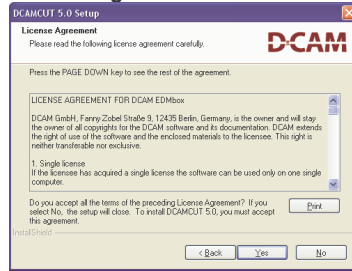 DCAMCUT 5.0 Setup
License Agreement
Please read the following license agreement carefully.
D·CAM
Press the PAGE DOWN key to see the rest of the agreement.
LICENSE AGREEMENT FOR DCAM EDMbox
DCAM GmbH, Fanny Zobel Straße 9, 12435 Berlin, Germany, is the owner and will stay
the owner of all copyrights for the DCAM software and its documentation. DCAM extends
the right of use of the software and the enclosed materials to the licensee. This right is
neither transferable nor exclusive.
1. Single license
If the licensee has acquired a single license the software can be used only on one single
computer.
Do you accept all the terms of the preceding License Agreement? If you
select No, the setup will close. To install DCAMCUT 5.0, you must accept
this agreement.
Print
InstallShield
< Back Yes No